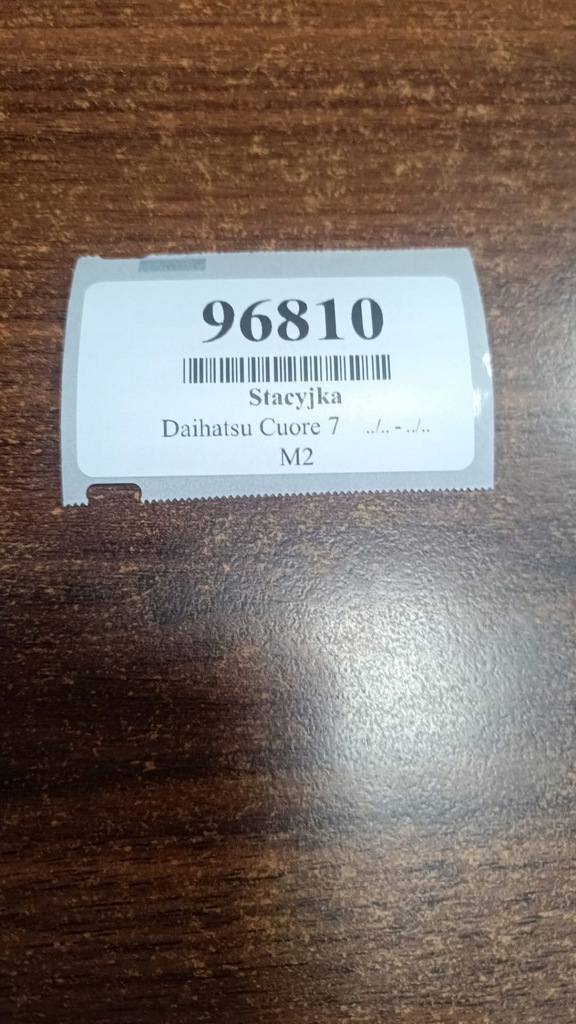 96810
Stacyjka
Daihatsu Cuore 7 ../.. - ../..
M2